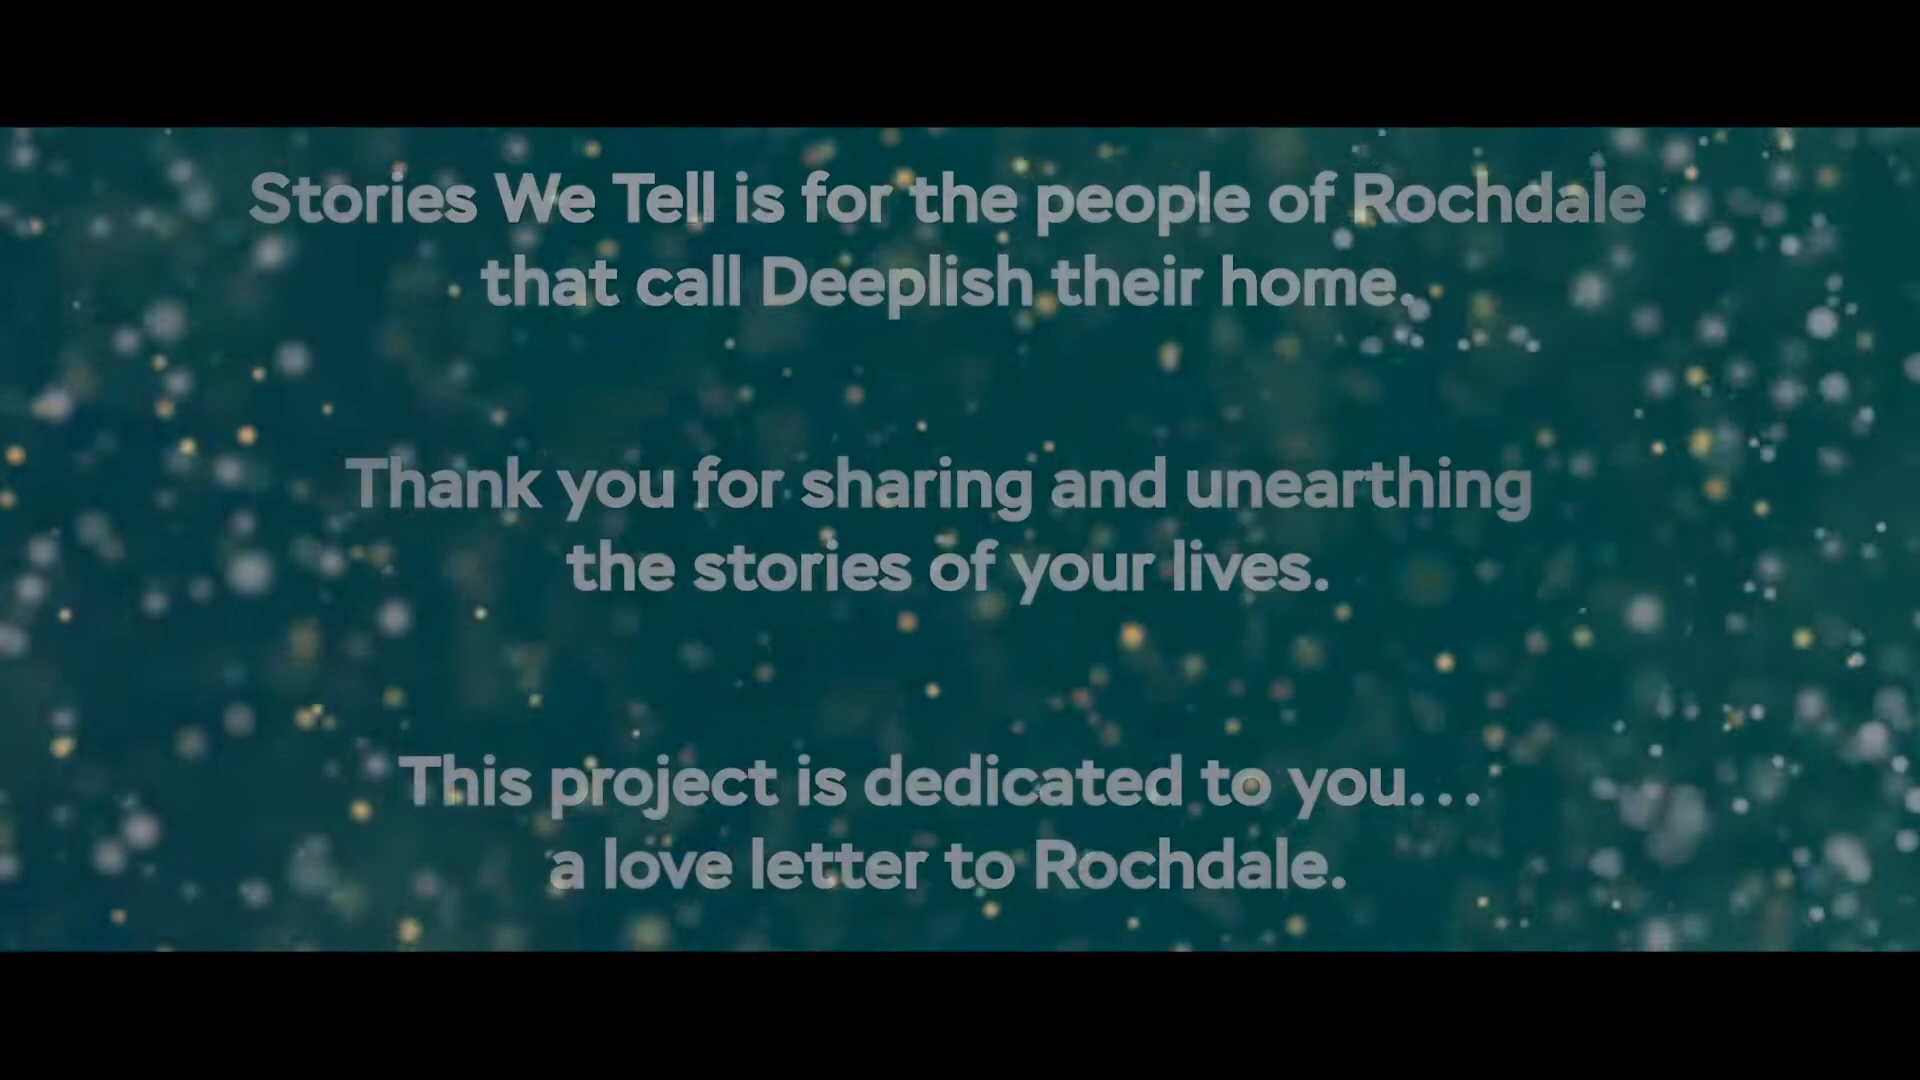 Stories We Tell is for the people of Rochdale
that call Deeplish their home.
Thank you for sharing and unearthing
the stories of your lives.
This project is dedicated to you...
a love letter to Rochdale.